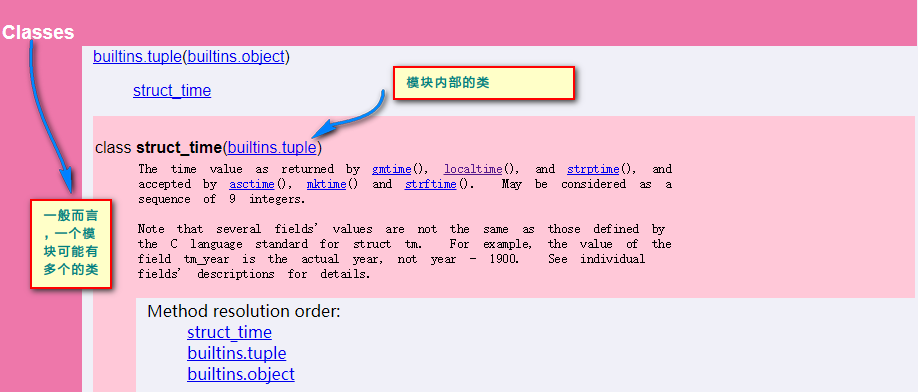 Classes
builtins.tuple(builtins.object)
struct_time
模块内部的类
class struct_time(builtins.tuple)
The time value as returned by gmtime(), localtime(), and strptime(), and
accepted by asctime(), mktime() and strftime(). May be considered as a
sequence of 9 integers.
Note that several fields' values are not the same as those defined by
the C language standard for struct tm. For example, the value of the
field tm_year is the actual year, not year - 1900. See individual
fields' descriptions for details.
一般而言
,一个模
块可能有
多个的类
Method resolution order:
struct_time
builtins.tuple
builtins.object